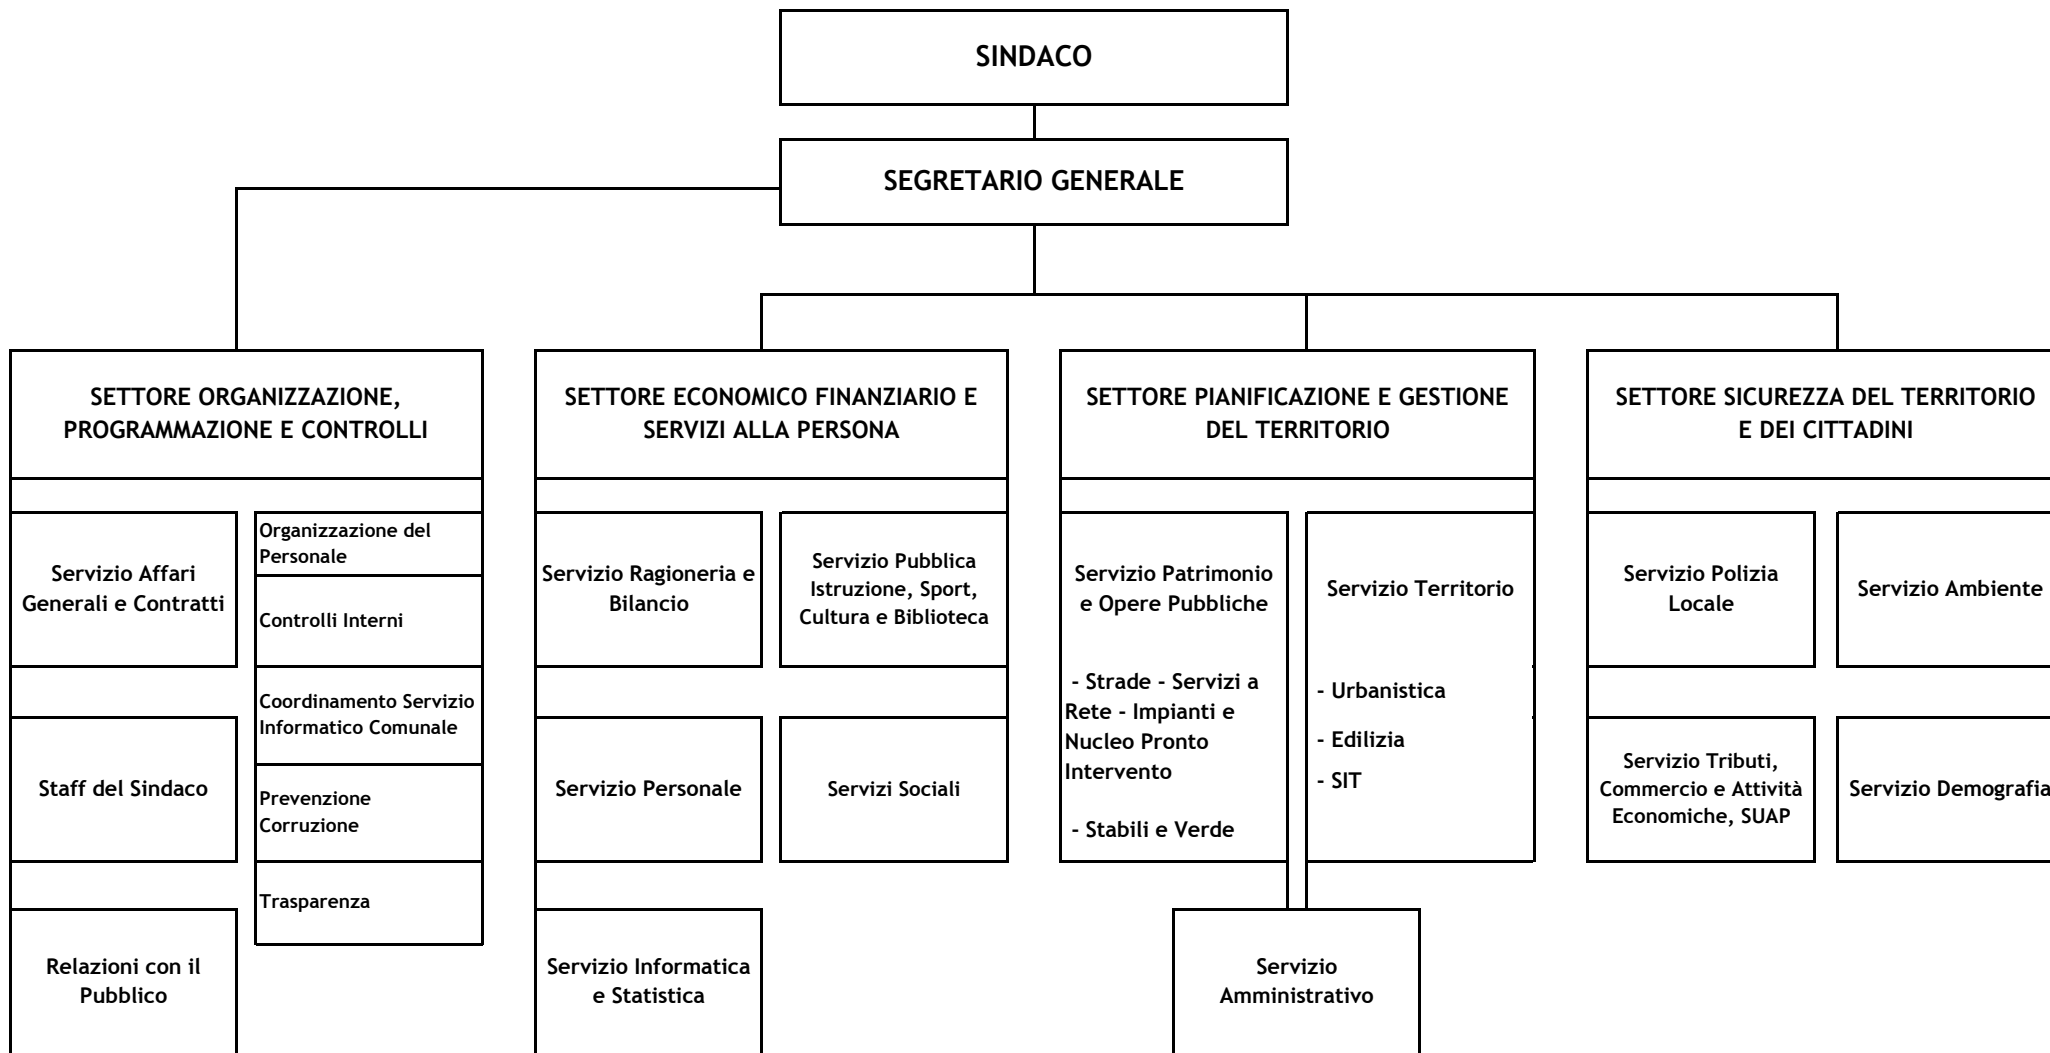 SINDACO
SEGRETARIO GENERALE
SETTORE ORGANIZZAZIONE,
PROGRAMMAZIONE E CONTROLLI
Servizio Affari
Generali e Contratti
Staff del Sindaco
Relazioni con il
Pubblico
Organizzazione del
Personale
Controlli Interni
Coordinamento Servizio
Informatico Comunale
Prevenzione
Corruzione
Trasparenza
SETTORE ECONOMICO FINANZIARIO E
SERVIZI ALLA PERSONA
Servizio Ragioneria e
Bilancio
Servizio Pubblica
Istruzione, Sport,
Cultura e Biblioteca
Servizio Personale
Servizi Sociali
Servizio Informatica
e Statistica
SETTORE PIANIFICAZIONE E GESTIONE
DEL TERRITORIO
Servizio Patrimonio
e Opere Pubbliche
- Strade - Servizi a
Rete - Impianti e
Nucleo Pronto
Intervento
- Stabili e Verde
Servizio Territorio
- Urbanistica
- Edilizia
- SIT
Servizio
Amministrativo
SETTORE SICUREZZA DEL TERRITORIO
E DEI CITTADINI
Servizio Polizia
Locale
Servizio Ambiente
Servizio Tributi,
Commercio e Attività
Economiche, SUAP
Servizio Demografia